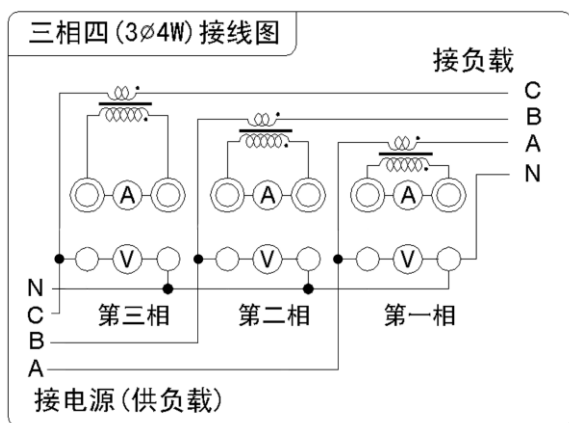 三相四(3ø4W)接线图
接负载
C
B
A
N
A A A
V V V
N
C 第三相 第二相 第一相
B
A
接电源(供负载)